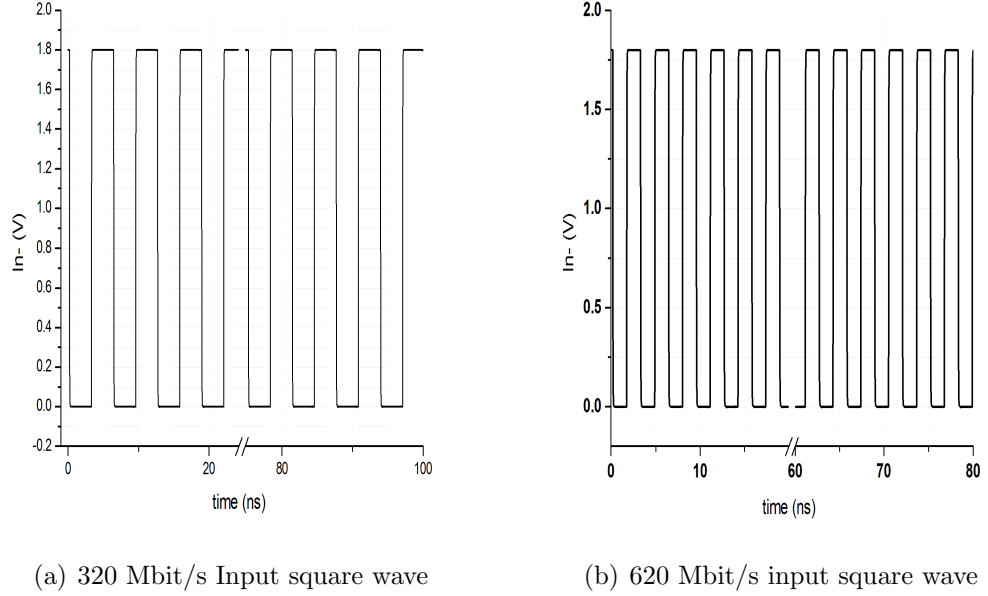 2.0
1.8
1.6
1.4
1.2
1.0
0.8
0.6
0.4
0.2
0.0
-0.2
In- (V)
0 20 80 100
time (ns)
2.0
1.5
1.0
0.5
0.0
In- (V)
0 10 60 70 80
time (ns)
(a) 320 Mbit/s Input square wave
(b) 620 Mbit/s input square wave